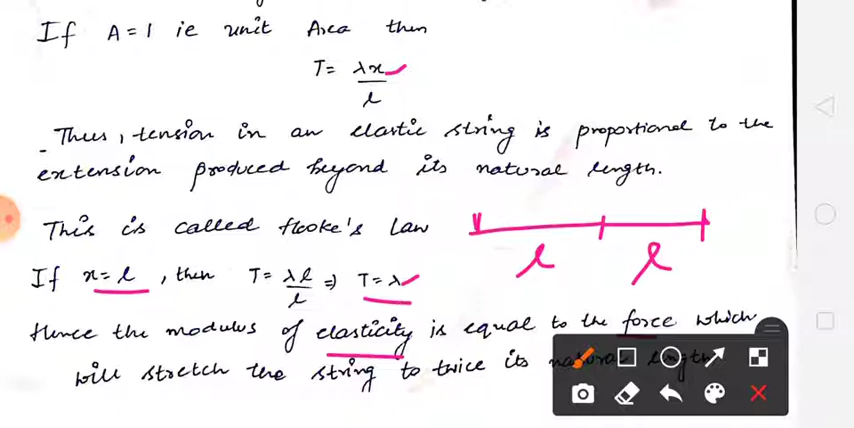 If A = 1 ie unit Area then
T = λx/l
Thus, tension in an elastic string is proportional to the
extension produced beyond its natural length.
This is called Hooke's Law
l l
If x = l, then T = λl/l ⇒ T = λ
Hence the modulus of elasticity is equal to the force which
will stretch the string to twice its natural length